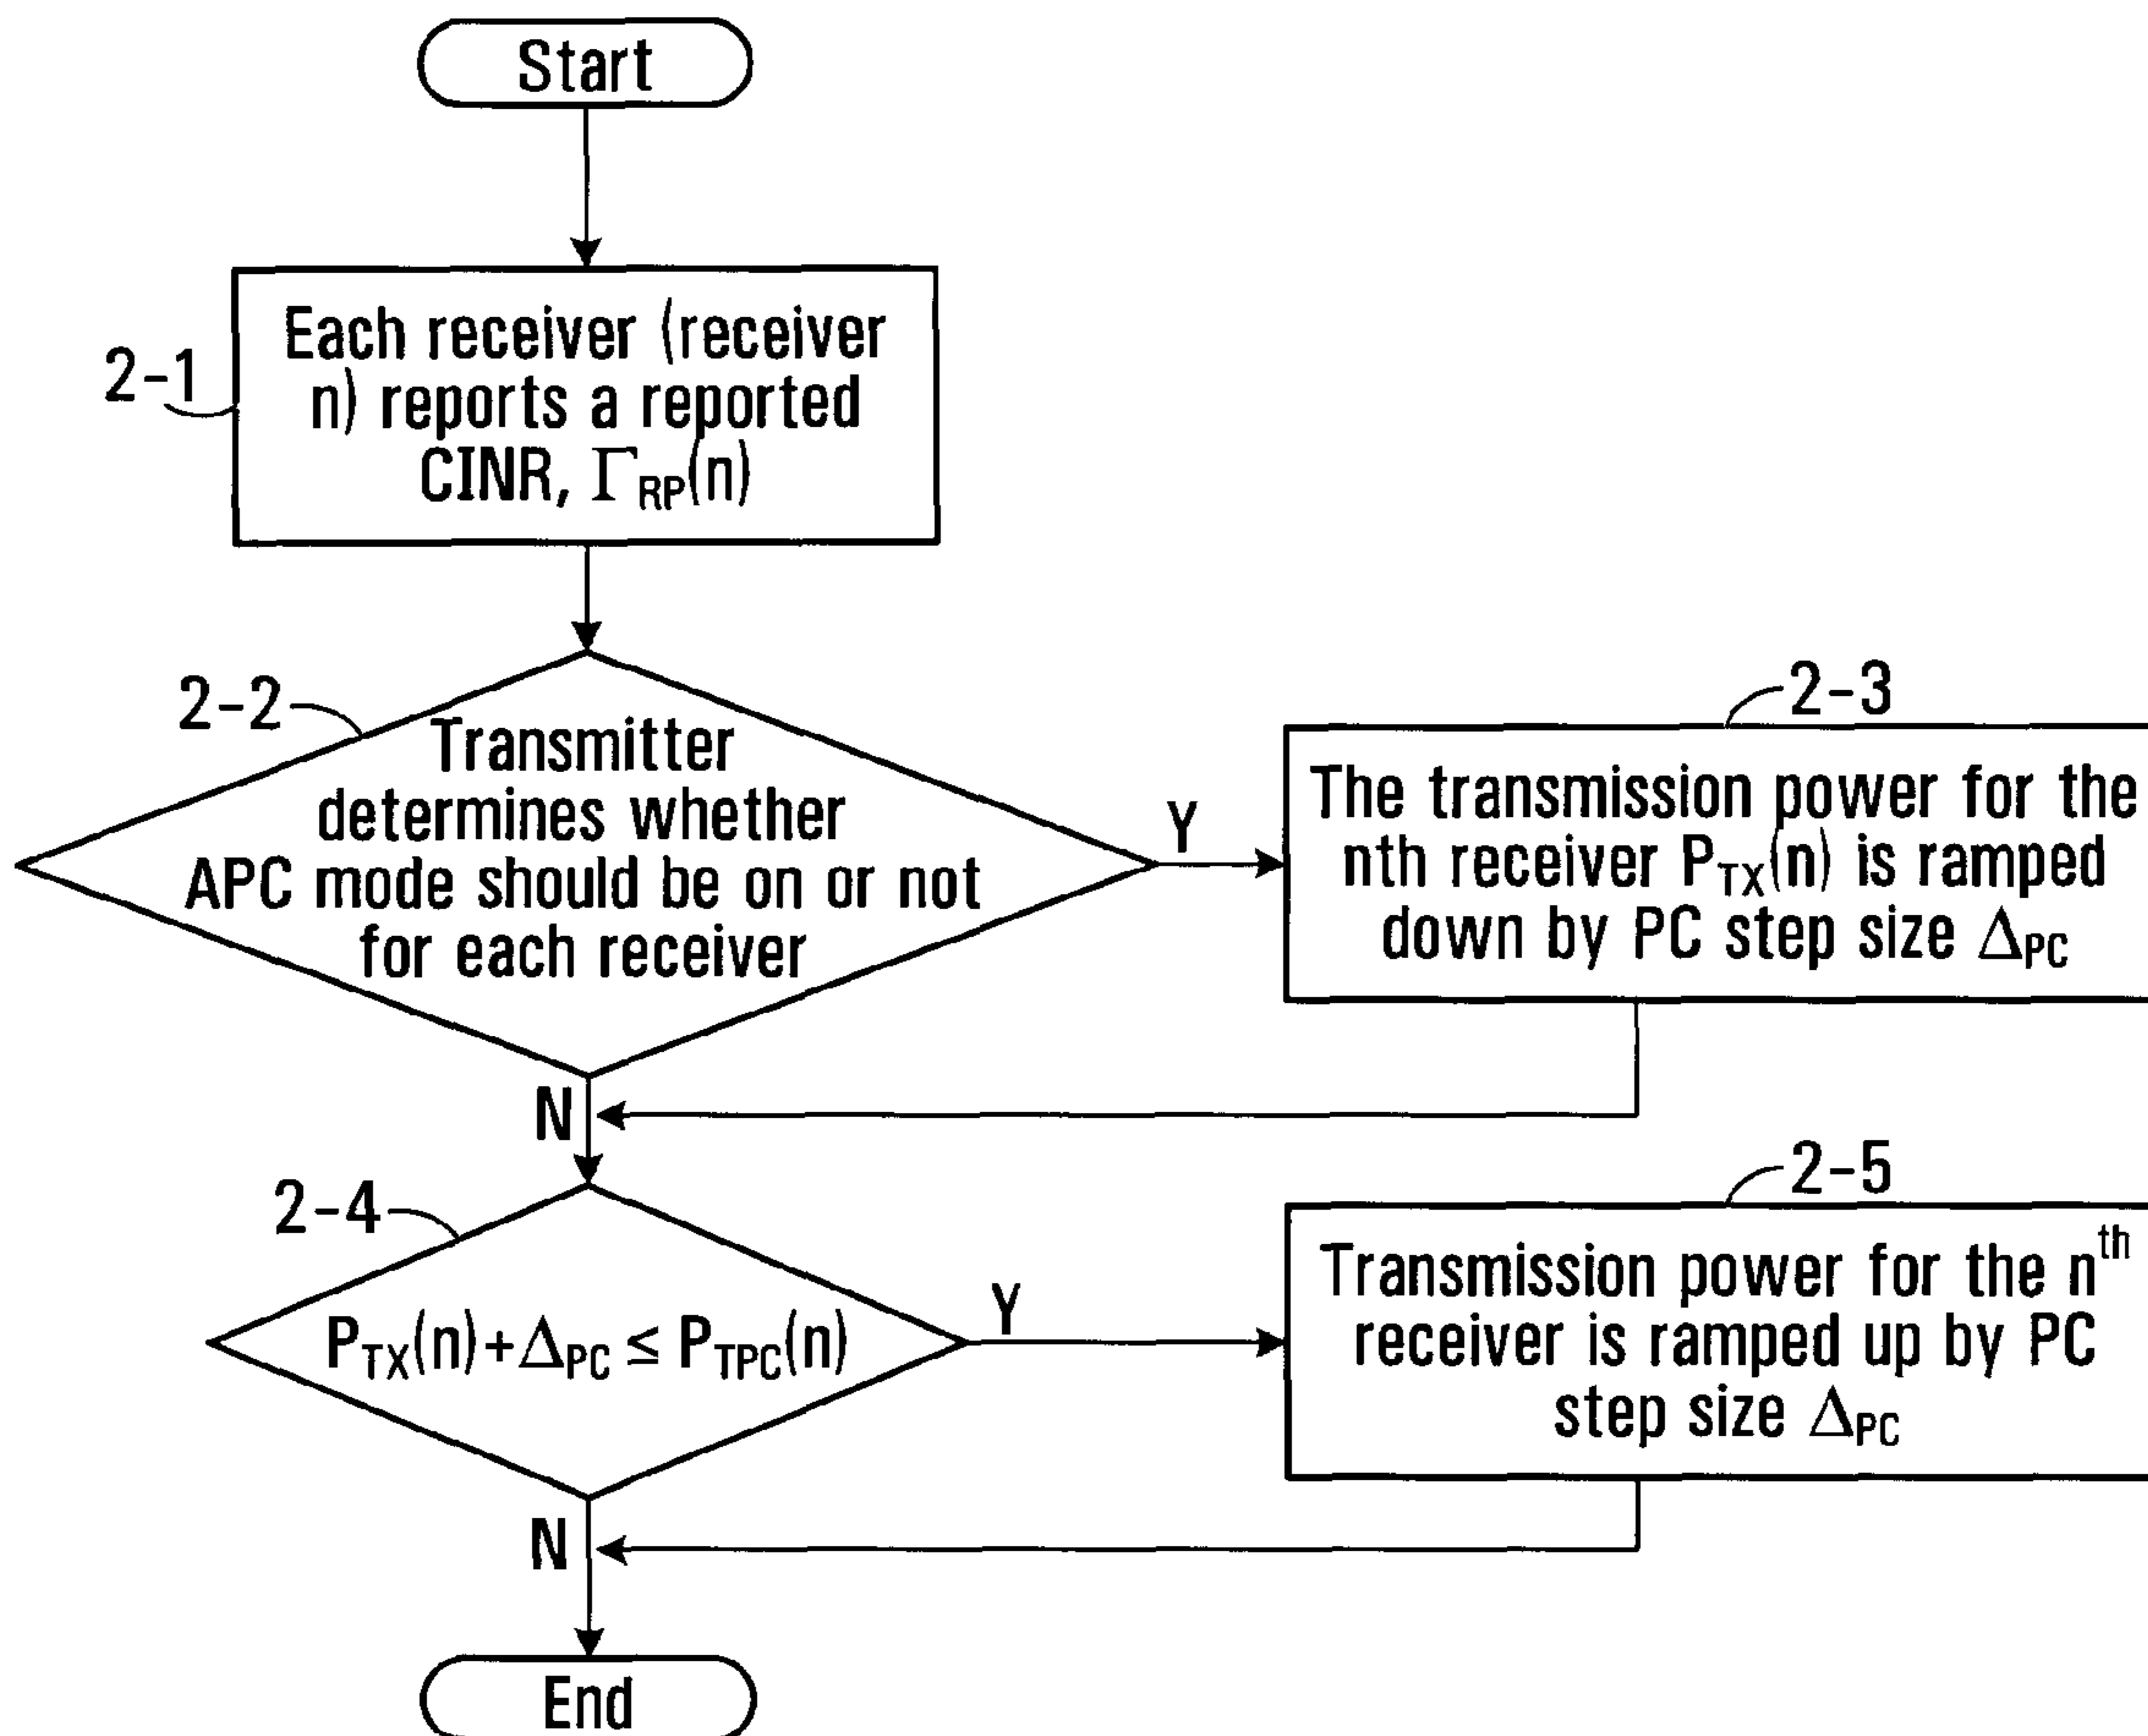 Start
2-1
Each receiver (receiver
n) reports a reported
CINR, Γ_RP(n)
2-2
Transmitter
determines whether
APC mode should be on or not
for each receiver
Y
2-3
The transmission power for the
nth receiver P_TX(n) is ramped
down by PC step size Δ_PC
N
2-4
P_TX(n)+Δ_PC ≤ P_TPC(n)
Y
2-5
Transmission power for the n^th
receiver is ramped up by PC
step size Δ_PC
N
End